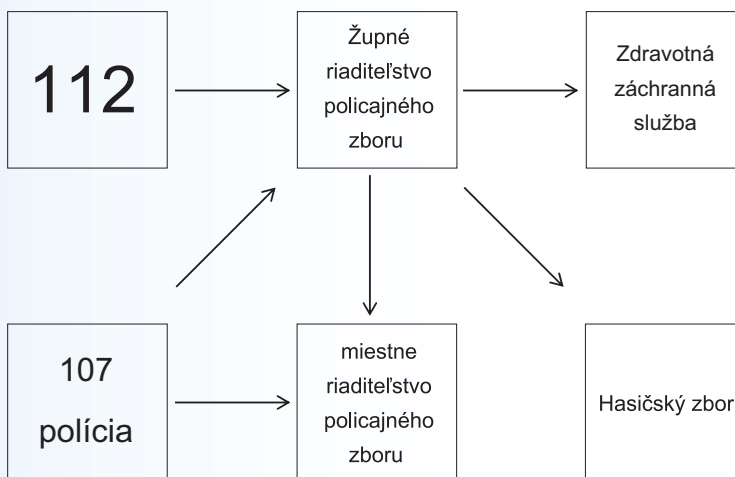 112
Župné
riaditeľstvo
policajného
zboru
Zdravotná
záchranná
služba
107
polícia
miestne
riaditeľstvo
policajného
zboru
Hasičský zbor